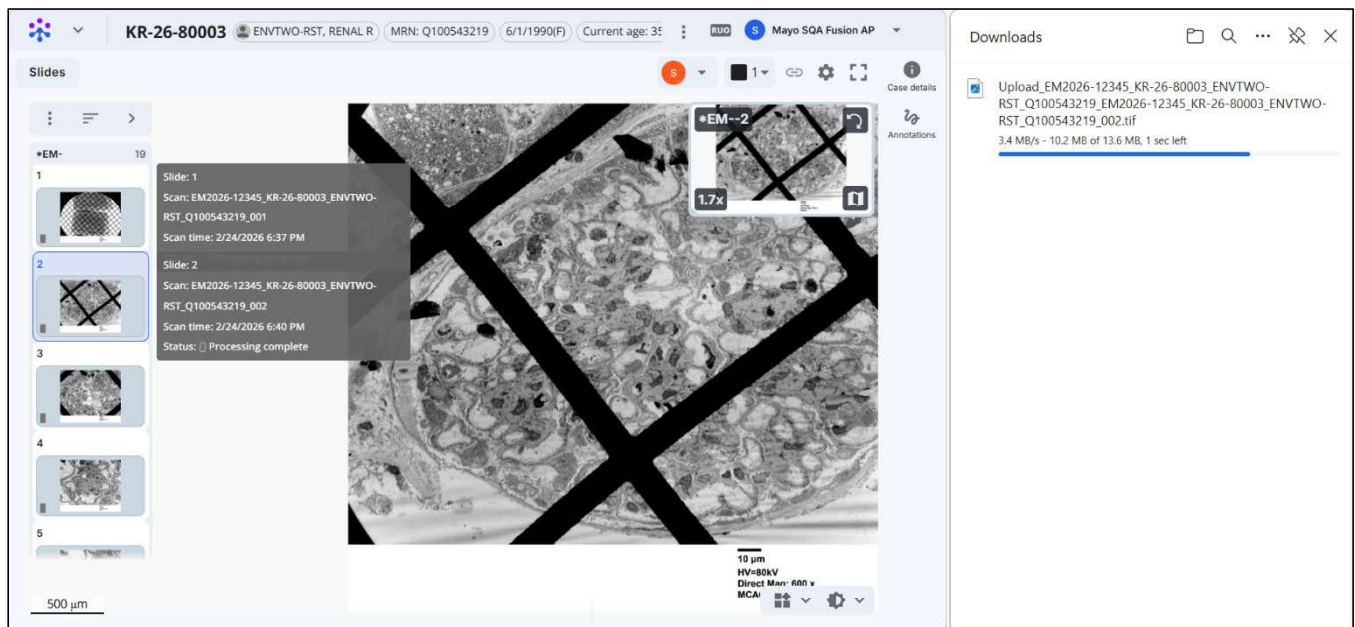 KR-26-80003
ENVTWO-RST, RENAL R
MRN: Q100543219
6/1/1990(F)
Current age: 35
RUO
S
Mayo SQA Fusion AP
Slides
S
1
Case details
Annotations
*EM-
19
1
2
3
4
5
Slide: 1
Scan: EM2026-12345_KR-26-80003_ENVTWO-
RST_Q100543219_001
Scan time: 2/24/2026 6:37 PM
Slide: 2
Scan: EM2026-12345_KR-26-80003_ENVTWO-
RST_Q100543219_002
Scan time: 2/24/2026 6:40 PM
Status: Processing complete
*EM--2
1.7x
10 µm
HV=80kV
Direct Mag: 600 x
500 µm
Downloads
Upload_EM2026-12345_KR-26-80003_ENVTWO-
RST_Q100543219_EM2026-12345_KR-26-80003_ENVTWO-
RST_Q100543219_002.tif
3.4 MB/s - 10.2 MB of 13.6 MB, 1 sec left